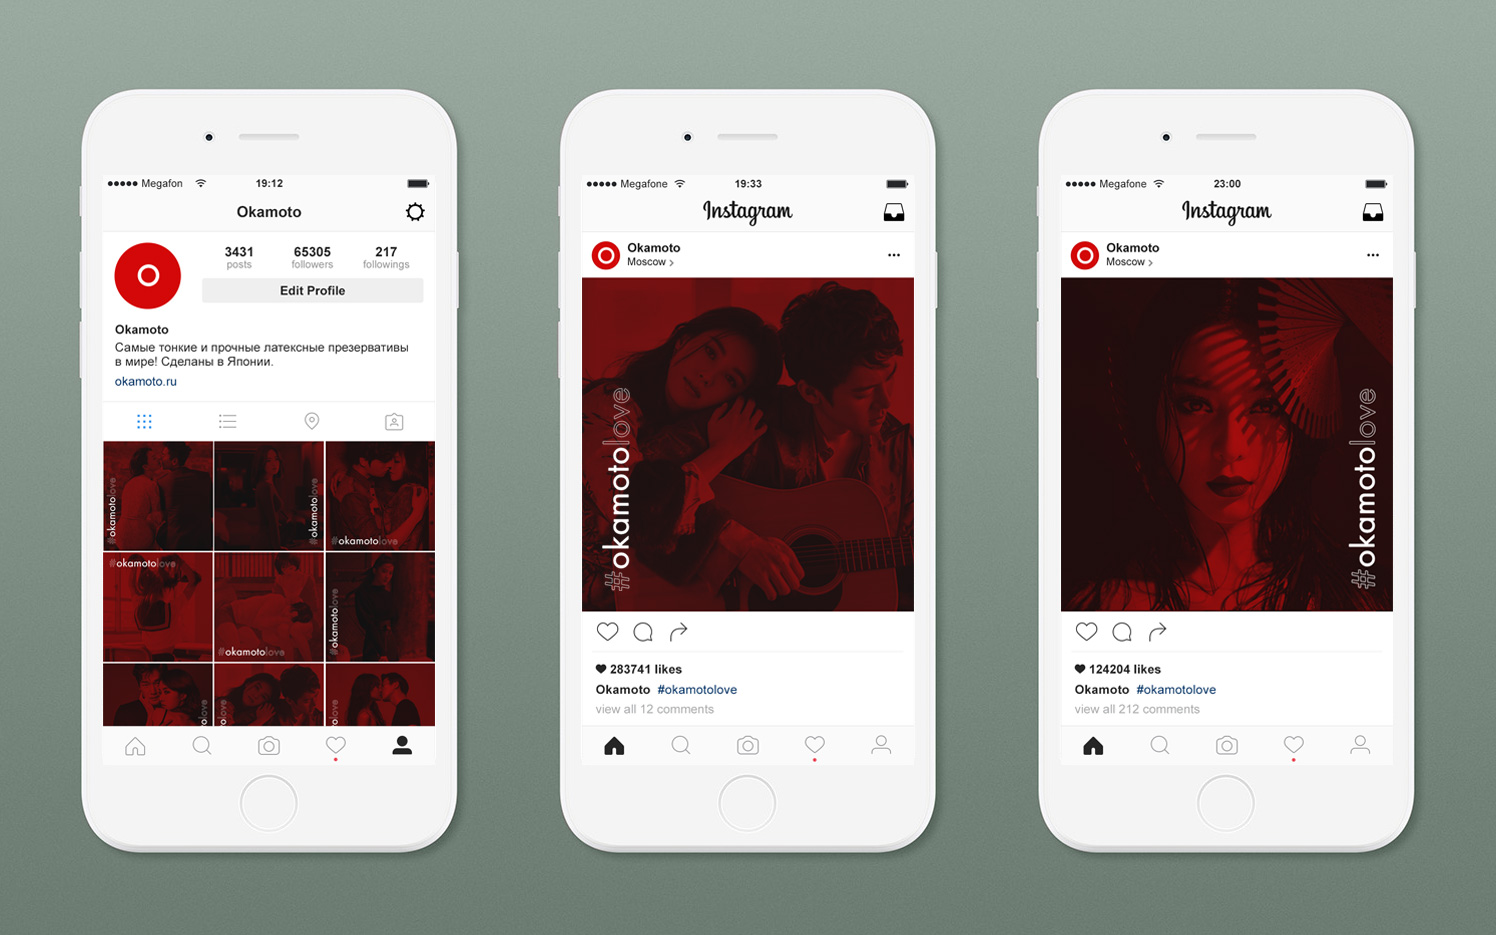 Megafon
19:12
Okamoto
3431
65305
217
posts
followers
followings
Edit Profile
Okamoto
Самые тонкие и прочные латексные презервативы
в мире! Сделаны в Японии.
okamoto.ru
#okamotolove
#okamotolove
#okamotolove
#okamotolove
#okamotolove
#okamotolove
Megafone
19:33
Instagram
Okamoto
Moscow >
#okamotolove
283741 likes
Okamoto #okamotolove
view all 12 comments
Megafone
23:00
Instagram
Okamoto
Moscow >
#okamotolove
124204 likes
Okamoto #okamotolove
view all 212 comments